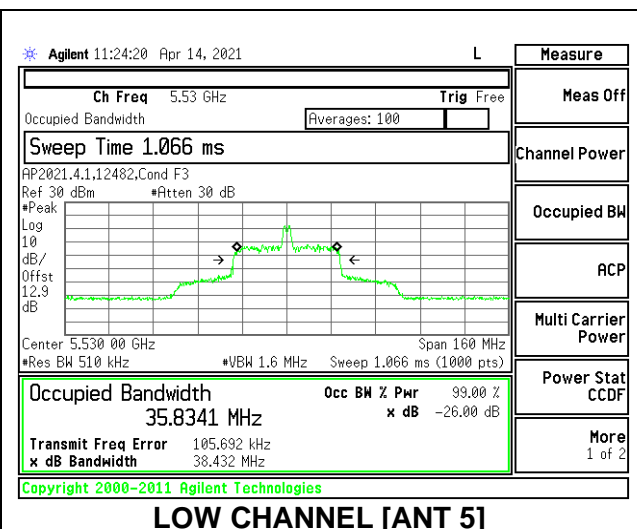 Agilent 11:24:20 Apr 14, 2021 L
Measure
Ch Freq 5.53 GHz Trig Free
Meas Off
Occupied Bandwidth Averages: 100
Sweep Time 1.066 ms
Channel Power
AP2021.4.1,12482,Cond F3
Ref 30 dBm #Atten 30 dB
#Peak
Log
10
dB/
Offst
12.9
dB
Occupied BW
ACP
Multi Carrier
Power
Center 5.530 00 GHz Span 160 MHz
#Res BW 510 kHz #VBW 1.6 MHz Sweep 1.066 ms (1000 pts)
Power Stat
CCDF
Occupied Bandwidth Occ BW % Pwr 99.00 %
35.8341 MHz x dB -26.00 dB
Transmit Freq Error 105.692 kHz
x dB Bandwidth 38.432 MHz
More
1 of 2
Copyright 2000-2011 Agilent Technologies
LOW CHANNEL [ANT 5]